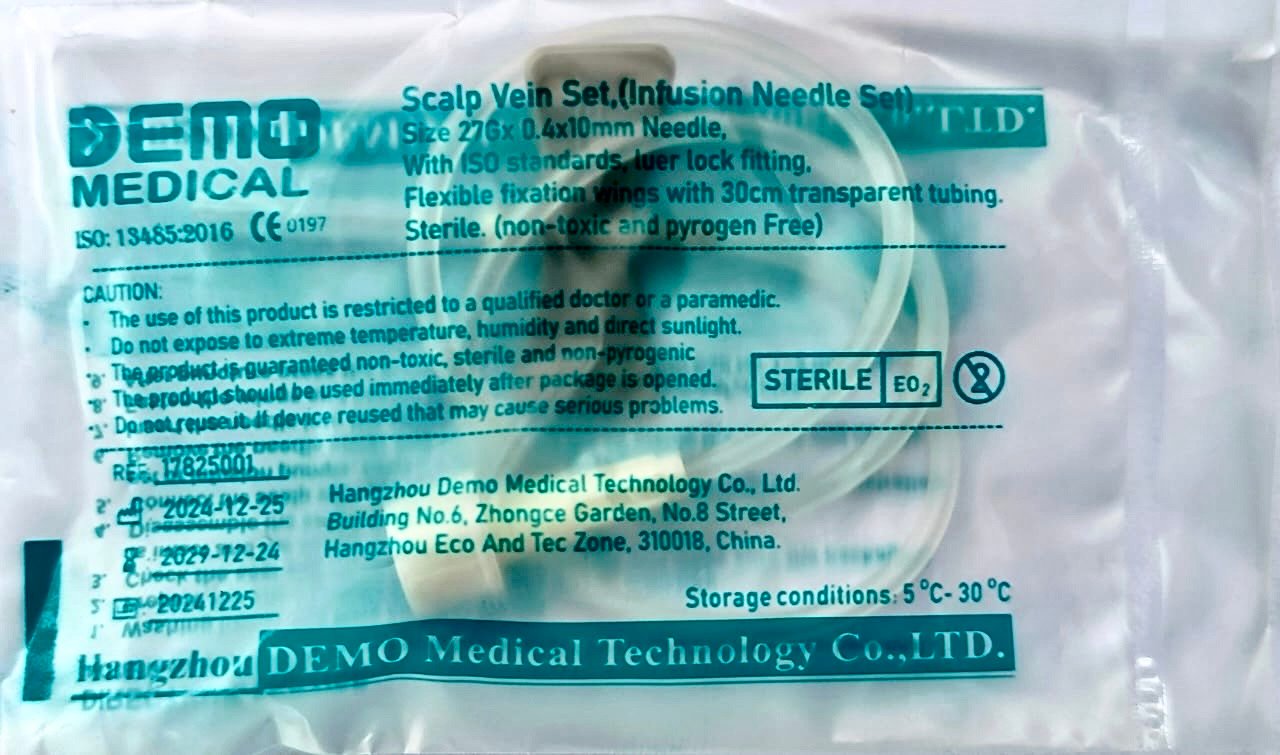 DEMO
MEDICAL
ISO: 13485:2016 CE 0197
Scalp Vein Set,(Infusion Needle Set)
Size 27Gx 0.4x10mm Needle,
With ISO standards, luer lock fitting,
Flexible fixation wings with 30cm transparent tubing.
Sterile. (non-toxic and pyrogen Free)
CAUTION:
The use of this product is restricted to a qualified doctor or a paramedic.
Do not expose to extreme temperature, humidity and direct sunlight.
The product is guaranteed non-toxic, sterile and non-pyrogenic
The product should be used immediately after package is opened.
Do not reuse it. If device reused that may cause serious problems.
STERILE EO2
2
REF. 17825001
2024-12-25
2029-12-24
20241225
Hangzhou Demo Medical Technology Co., Ltd.
Building No.6, Zhongce Garden, No.8 Street,
Hangzhou Eco And Tec Zone, 310018, China.
Storage conditions: 5 °C- 30 °C
Hangzhou DEMO Medical Technology Co.,LTD.